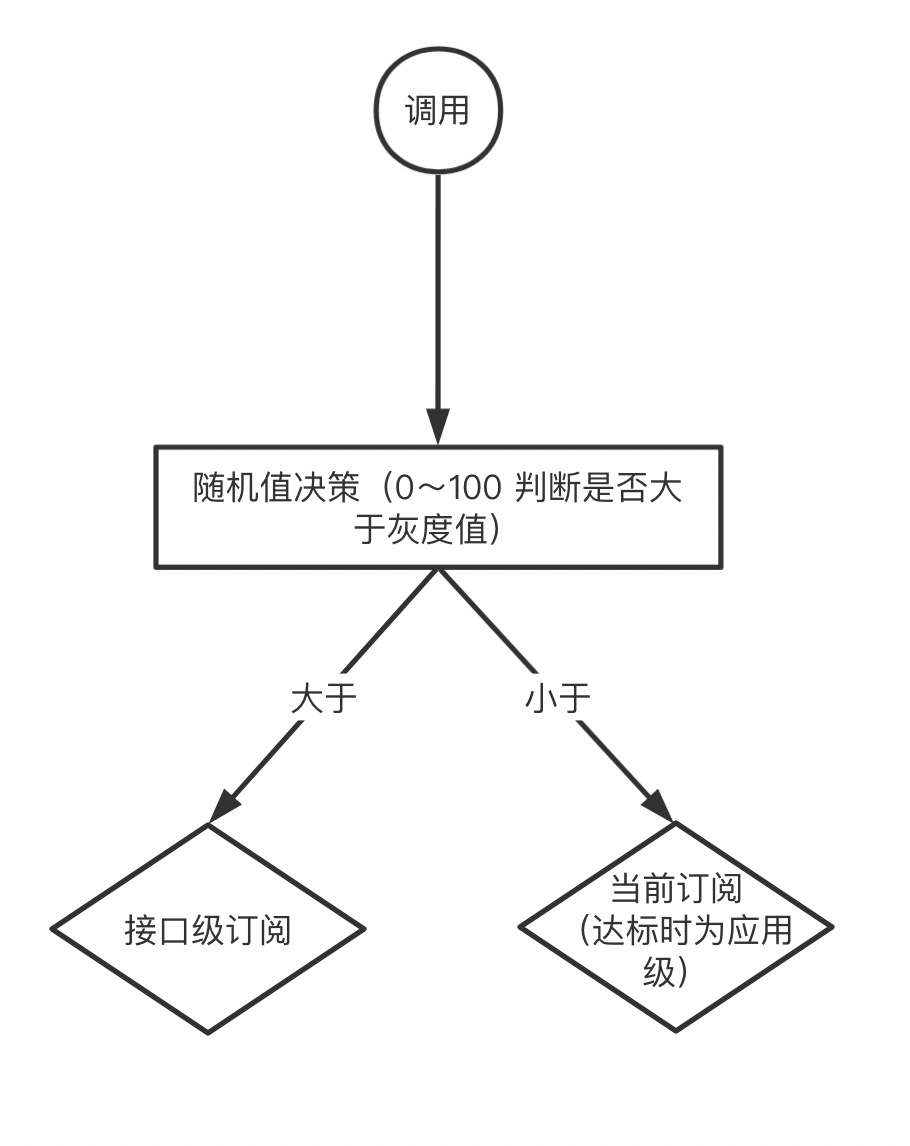 调用
随机值决策（0～100 判断是否大
于灰度值）
大于
小于
接口级订阅
当前订阅
（达标时为应用
级）